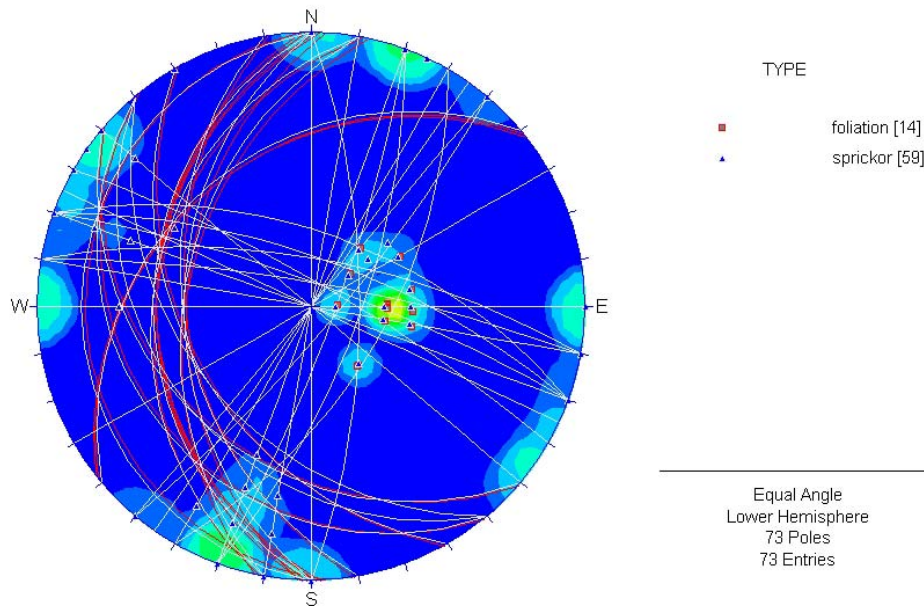 N
TYPE
foliation [14]
sprickor [59]
W
E
S
Equal Angle
Lower Hemisphere
73 Poles
73 Entries